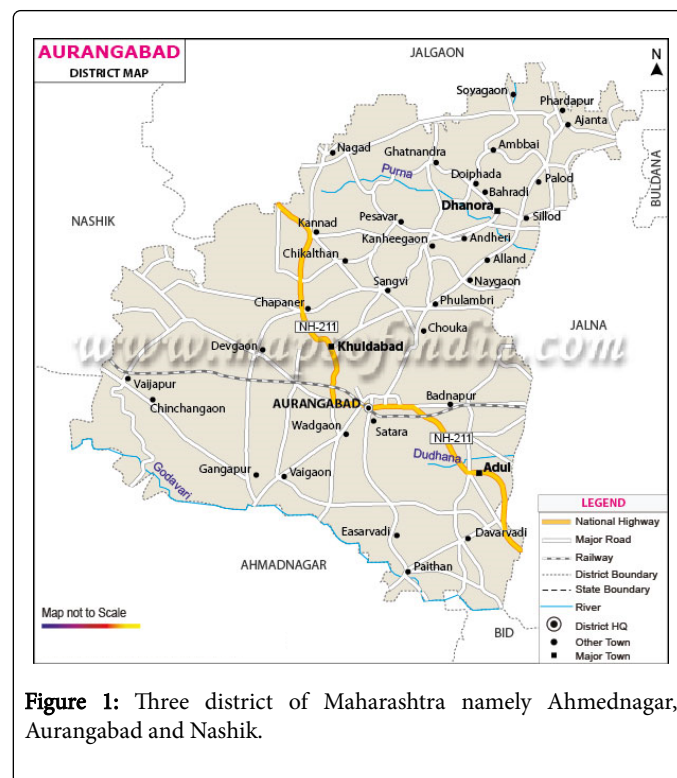 AURANGABAD
DISTRICT MAP
JALGAON
N
Soyagaon
Phardapur
Ajanta
Nagad
Ghatnandra
Ambbai
Purna
Doiphada
Palod
Bahradi
BULDANA
Dhanora
NASHIK
Kannad
Pesavar
Sillod
Kanheegaon
Andheri
Chikalthan
Alland
Sangvi
Naygaon
Chapaner
Phulambri
NH-211
Chouka
JALNA
www.mapsofindia.com
Devgaon
Khuldabad
Vaijapur
Chinchangaon
AURANGABAD
Badnapur
Wadgaon
Satara
NH-211
Dudhana
Godavari
Gangapur
Vaigaon
Adul
Easarvadi
Davarvadi
AHMADNAGAR
Paithan
BID
Map not to Scale
LEGEND
National Highway
Major Road
Railway
District Boundary
State Boundary
River
District HQ
Other Town
Major Town
Figure 1: Three district of Maharashtra namely Ahmednagar,
Aurangabad and Nashik.